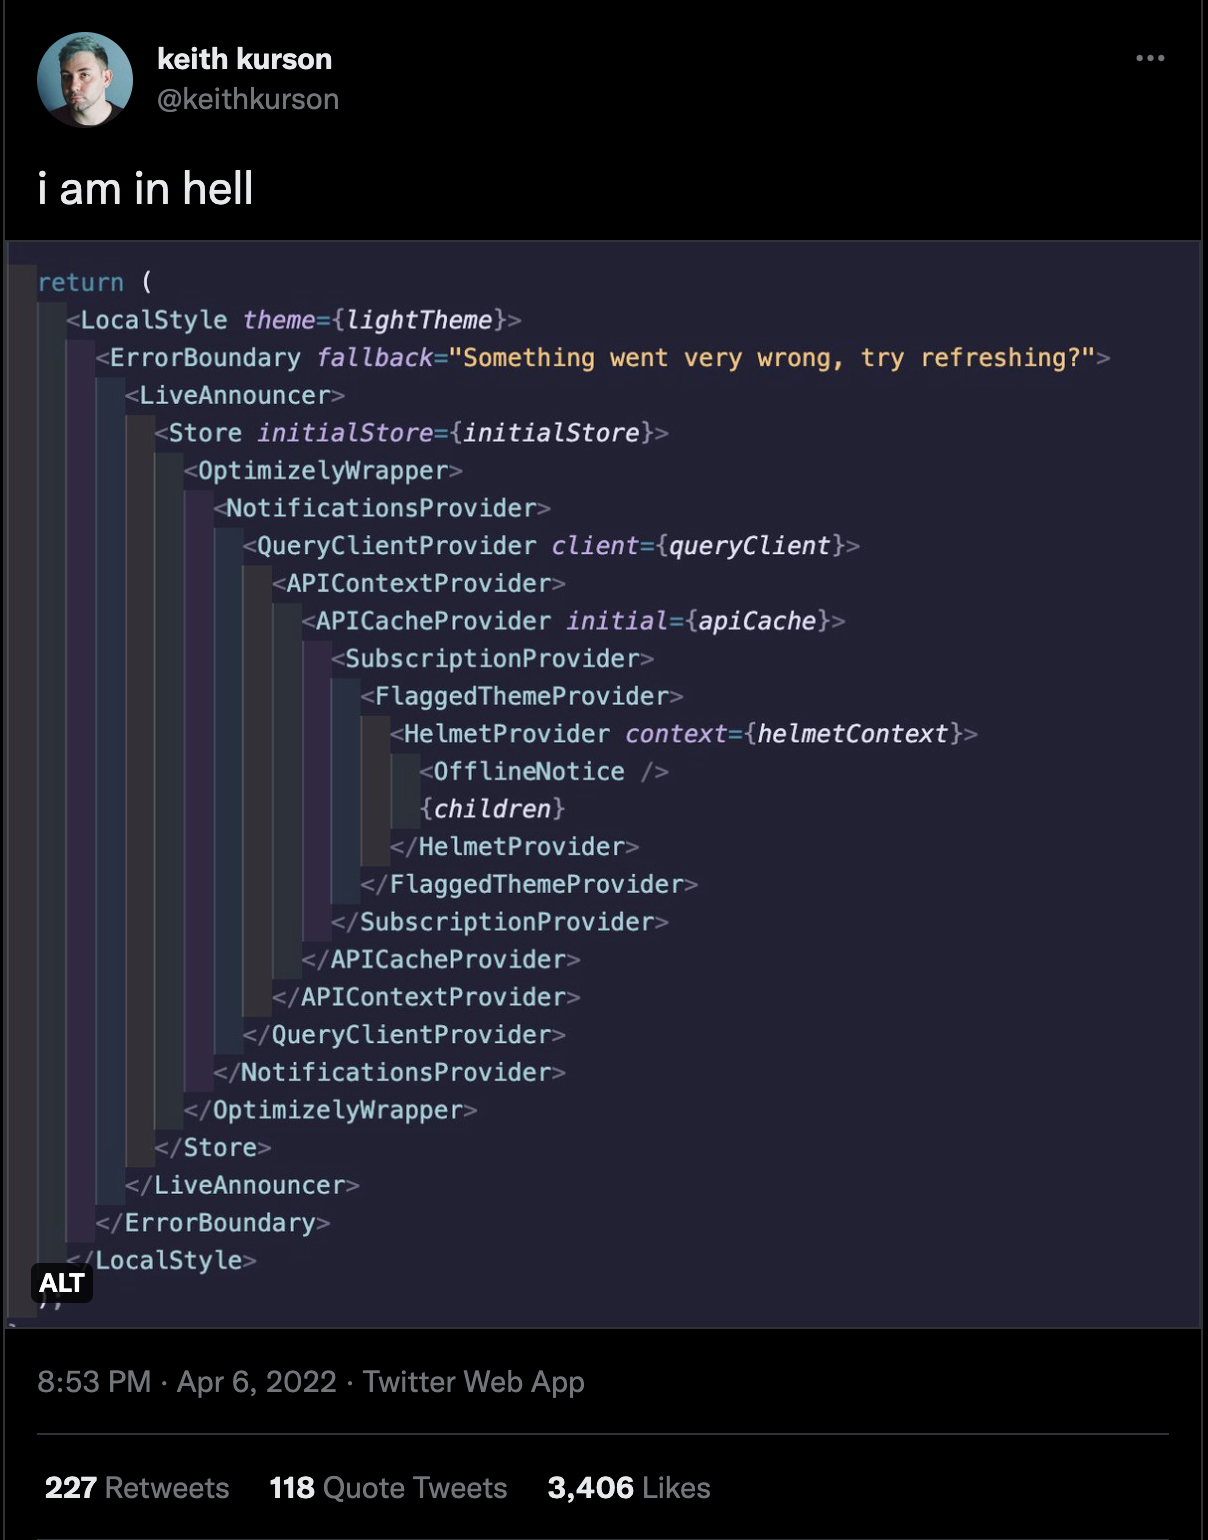 keith kurson
@keithkurson
i am in hell
return (
<LocalStyle theme={lightTheme}>
<ErrorBoundary fallback="Something went very wrong, try refreshing?">
<LiveAnnouncer>
<Store initialStore={initialStore}>
<OptimizelyWrapper>
<NotificationsProvider>
<QueryClientProvider client={queryClient}>
<APIContextProvider>
<APICacheProvider initial={apiCache}>
<SubscriptionProvider>
<FlaggedThemeProvider>
<HelmetProvider context={helmetContext}>
<OfflineNotice />
{children}
</HelmetProvider>
</FlaggedThemeProvider>
</SubscriptionProvider>
</APICacheProvider>
</APIContextProvider>
</QueryClientProvider>
</NotificationsProvider>
</OptimizelyWrapper>
</Store>
</LiveAnnouncer>
</ErrorBoundary>
</LocalStyle>
ALT
);
8:53 PM · Apr 6, 2022 · Twitter Web App
227 Retweets 118 Quote Tweets 3,406 Likes